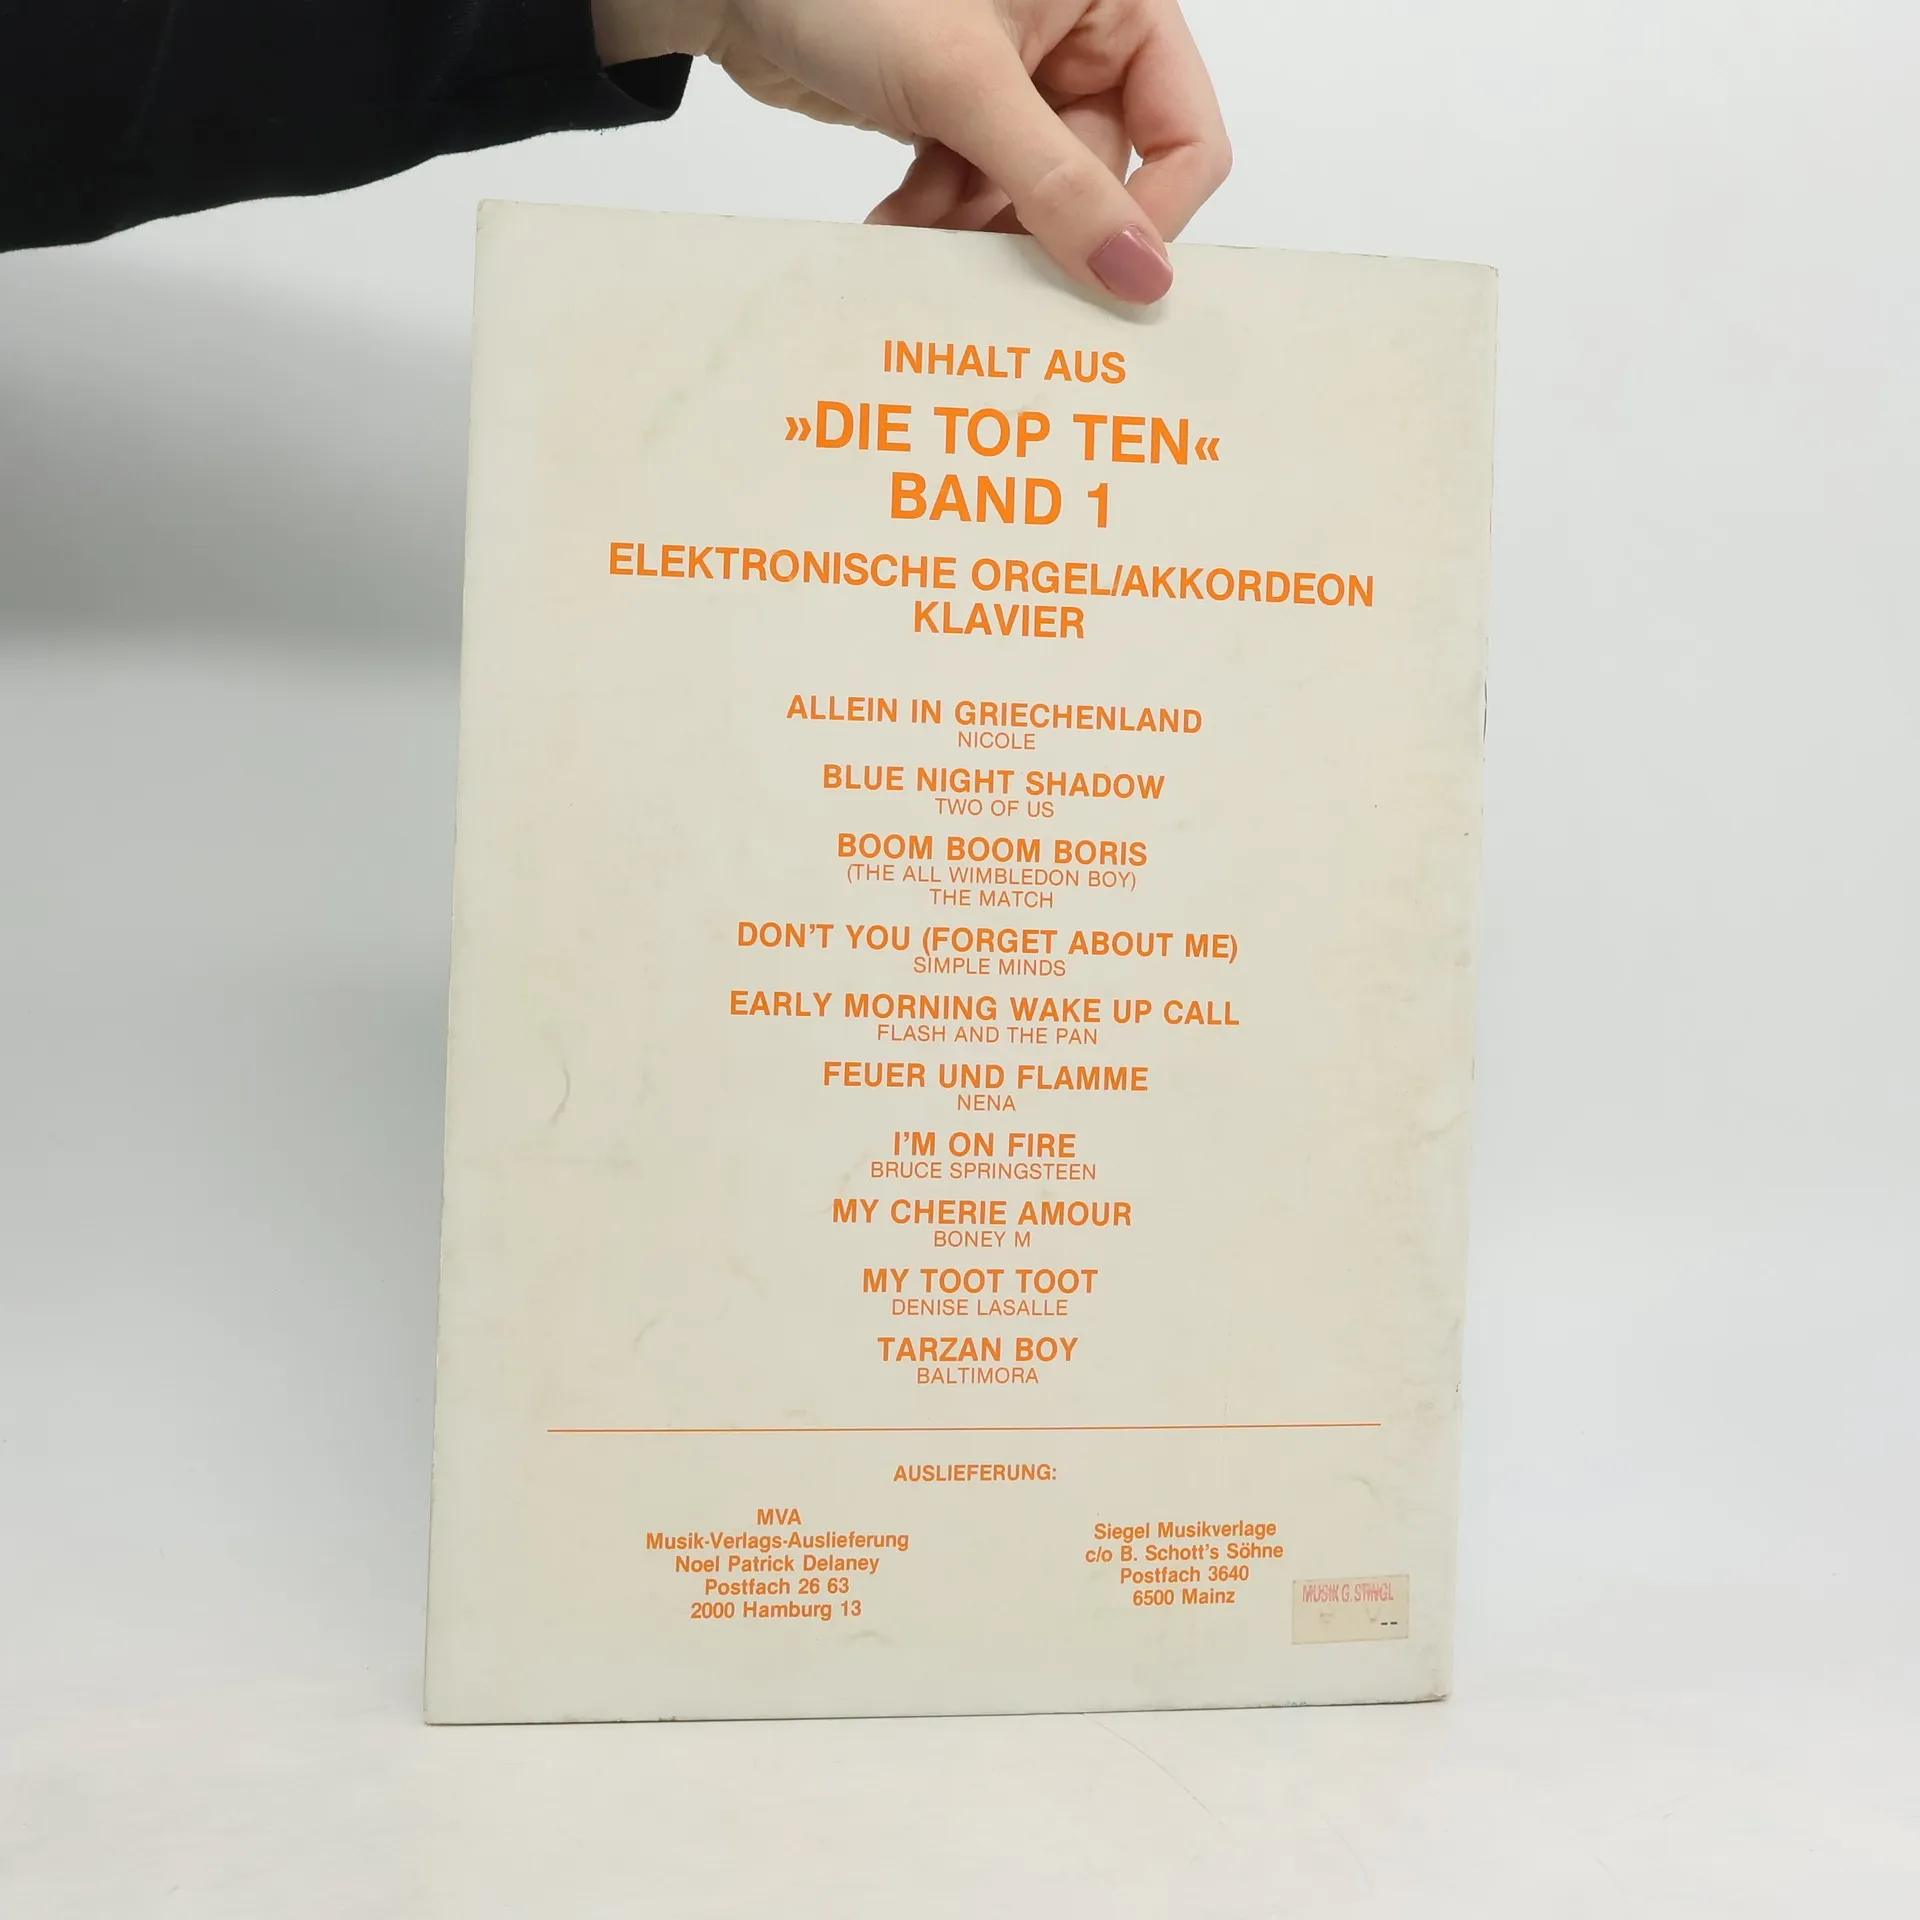 INHALT AUS
»DIE TOP TEN«
BAND 1
ELEKTRONISCHE ORGEL/AKKORDEON
KLAVIER
ALLEIN IN GRIECHENLAND
NICOLE
BLUE NIGHT SHADOW
TWO OF US
BOOM BOOM BORIS
(THE ALL WIMBLEDON BOY)
THE MATCH
DON'T YOU (FORGET ABOUT ME)
SIMPLE MINDS
EARLY MORNING WAKE UP CALL
FLASH AND THE PAN
FEUER UND FLAMME
NENA
I'M ON FIRE
BRUCE SPRINGSTEEN
MY CHERIE AMOUR
BONEY M
MY TOOT TOOT
DENISE LASALLE
TARZAN BOY
BALTIMORA
AUSLIEFERUNG:
MVA
Musik-Verlags-Auslieferung
Noel Patrick Delaney
Postfach 26 63
2000 Hamburg 13
Siegel Musikverlage
c/o B. Schott's Söhne
Postfach 3640
6500 Mainz
MUSIK G. STINGL
--